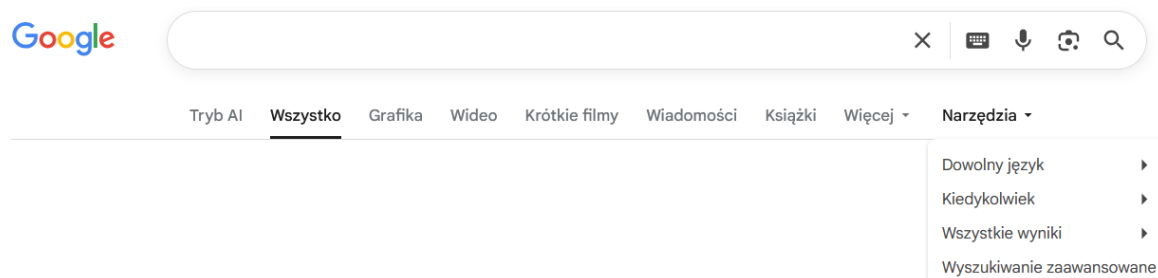 Google
Tryb AI Wszystko Grafika Wideo Krótkie filmy Wiadomości Książki Więcej Narzędzia
Dowolny język
Kiedykolwiek
Wszystkie wyniki
Wyszukiwanie zaawansowane